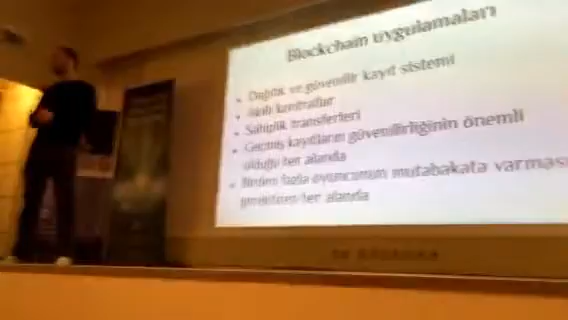 Blockchain uygulamaları
Dağıtık ve güvenilir kayıt sistemi
Akıllı kontratlar
Sahiplik transferleri
Geçmiş kayıtların güvenilirliğinin önemli
olduğu her alanda
Birden fazla oyuncunun mutabakata varması
gerektiren her alanda